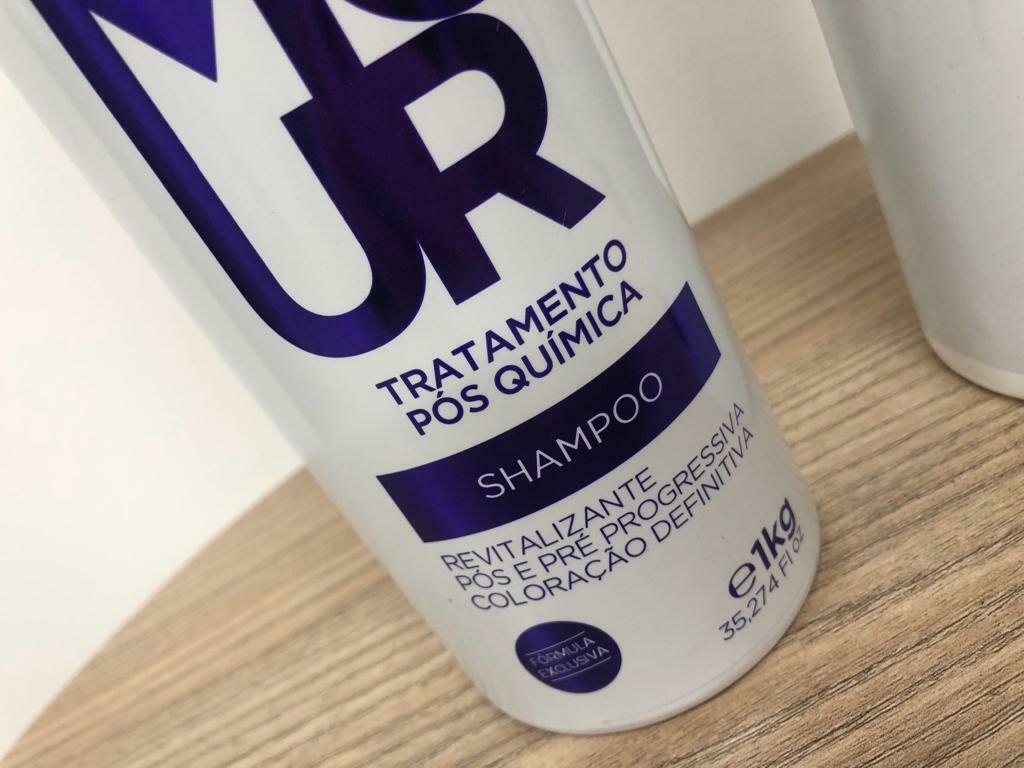 UR
TRATAMENTO
PÓS QUÍMICA
SHAMPOO
REVITALIZANTE
PÓS E PRÉ PROGRESSIVA
COLORAÇÃO DEFINITIVA
e1kg
35,274 Fl oz
FÓRMULA
EXCLUSIVA